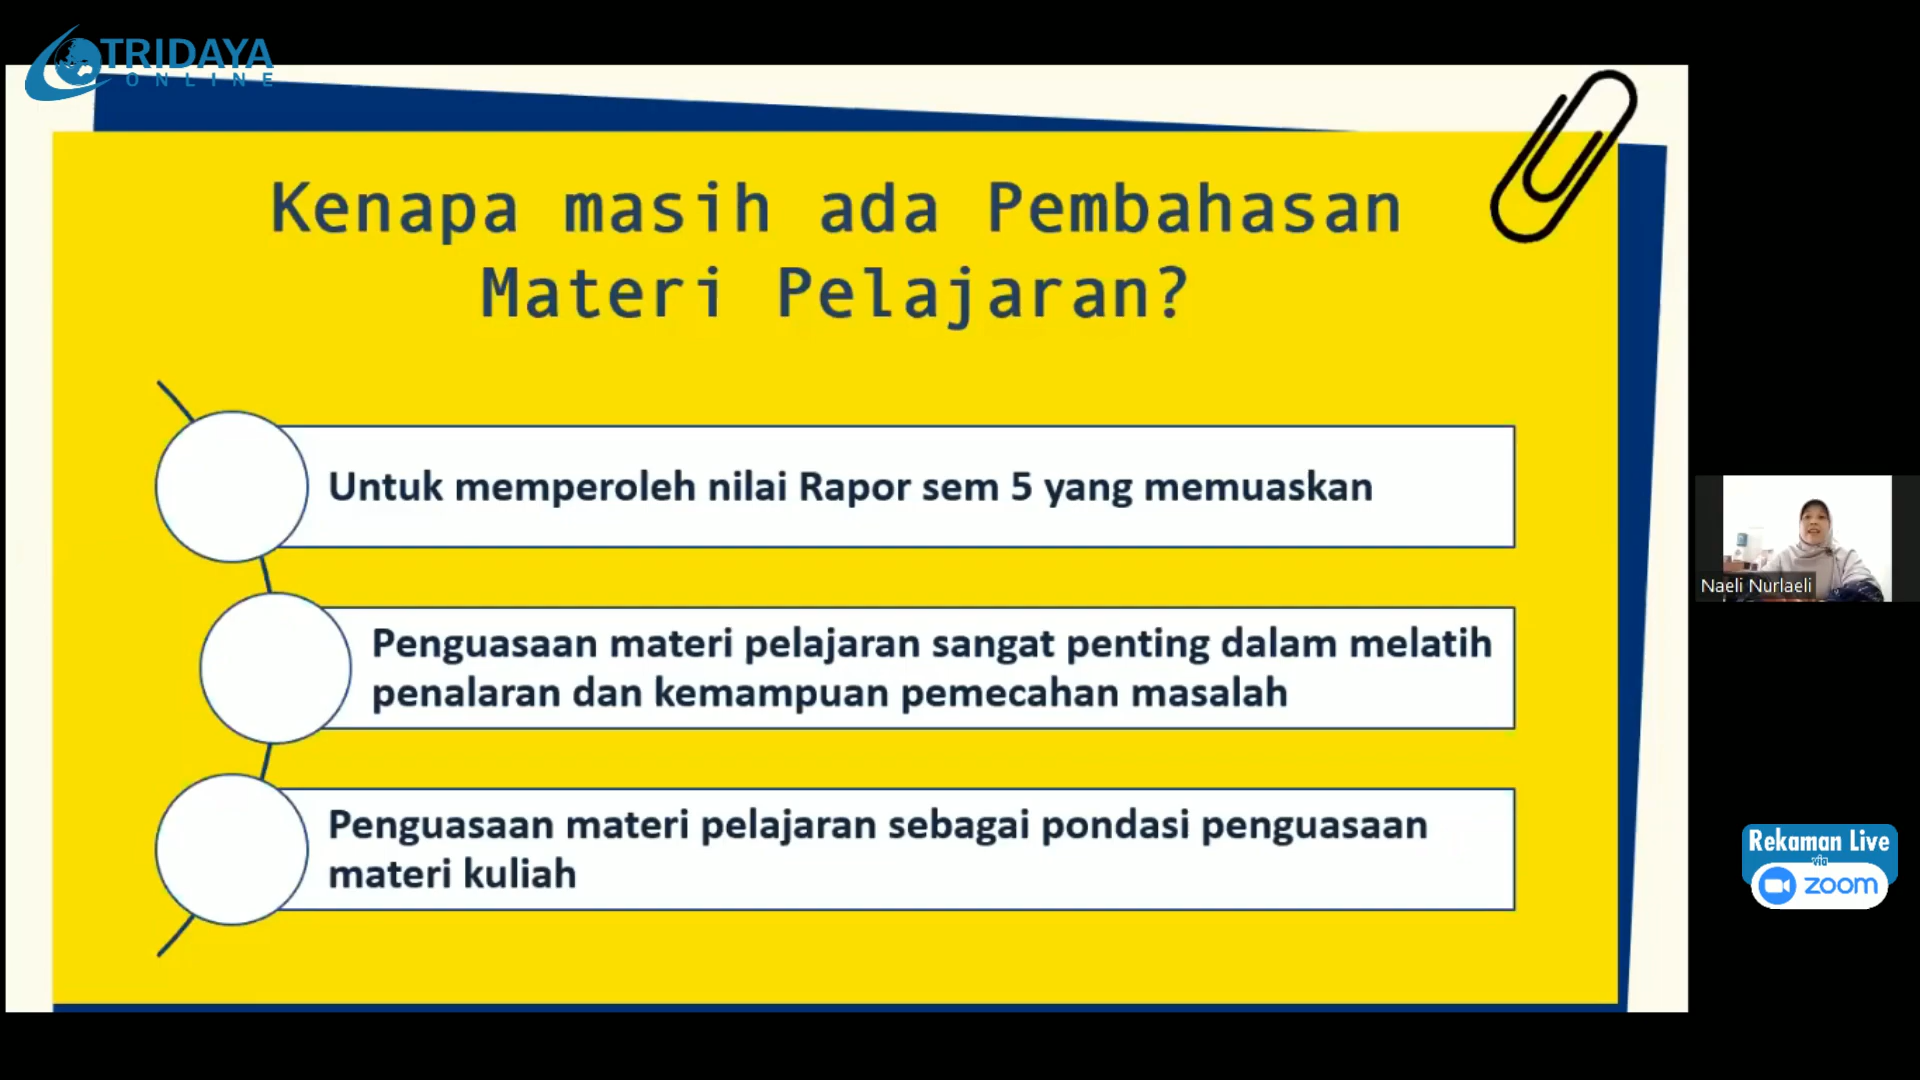 TRIDAYA
ONLINE
Kenapa masih ada Pembahasan
Materi Pelajaran?
Untuk memperoleh nilai Rapor sem 5 yang memuaskan
Penguasaan materi pelajaran sangat penting dalam melatih
penalaran dan kemampuan pemecahan masalah
Penguasaan materi pelajaran sebagai pondasi penguasaan
materi kuliah
Naeli Nurlaeli
Rekaman Live
via
zoom